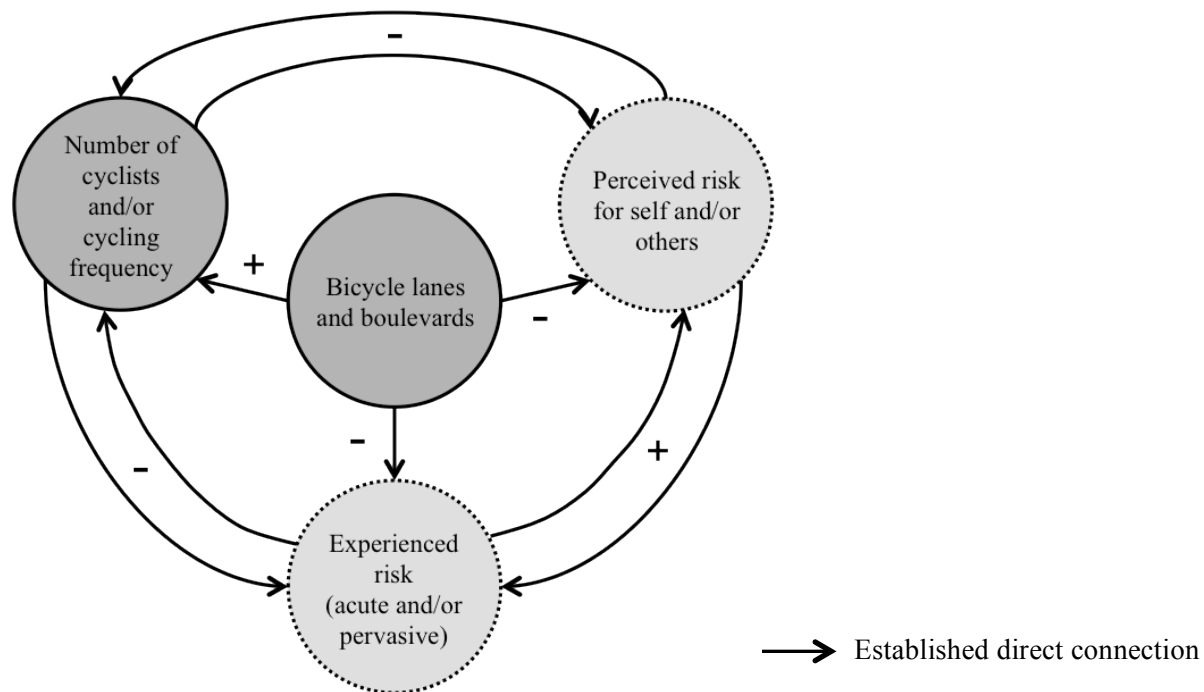 -
-
Number of
cyclists
and/or
cycling
frequency
Perceived risk
for self and/or
others
+
Bicycle lanes
and boulevards
-
-
+
-
Experienced
risk
(acute and/or
pervasive)
Established direct connection